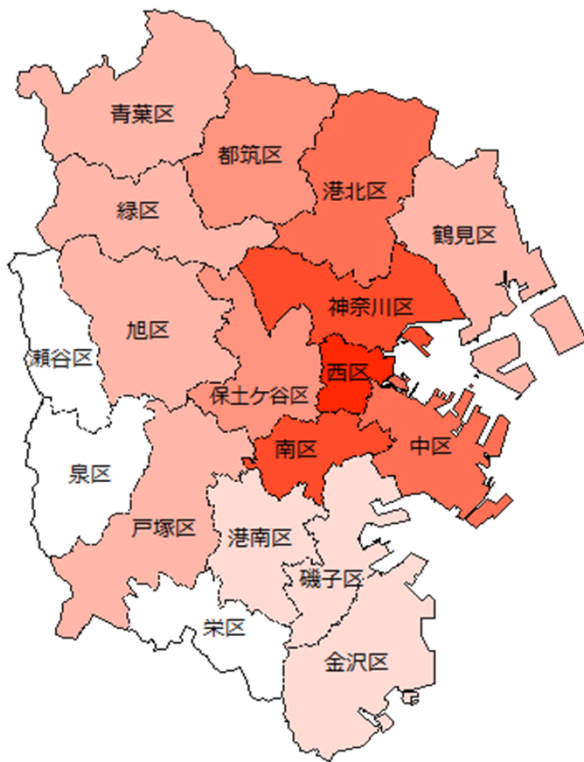 青葉区
都筑区
港北区
緑区
鶴見区
神奈川区
旭区
瀬谷区
西区
保土ケ谷区
南区
中区
泉区
戸塚区
港南区
磯子区
栄区
金沢区